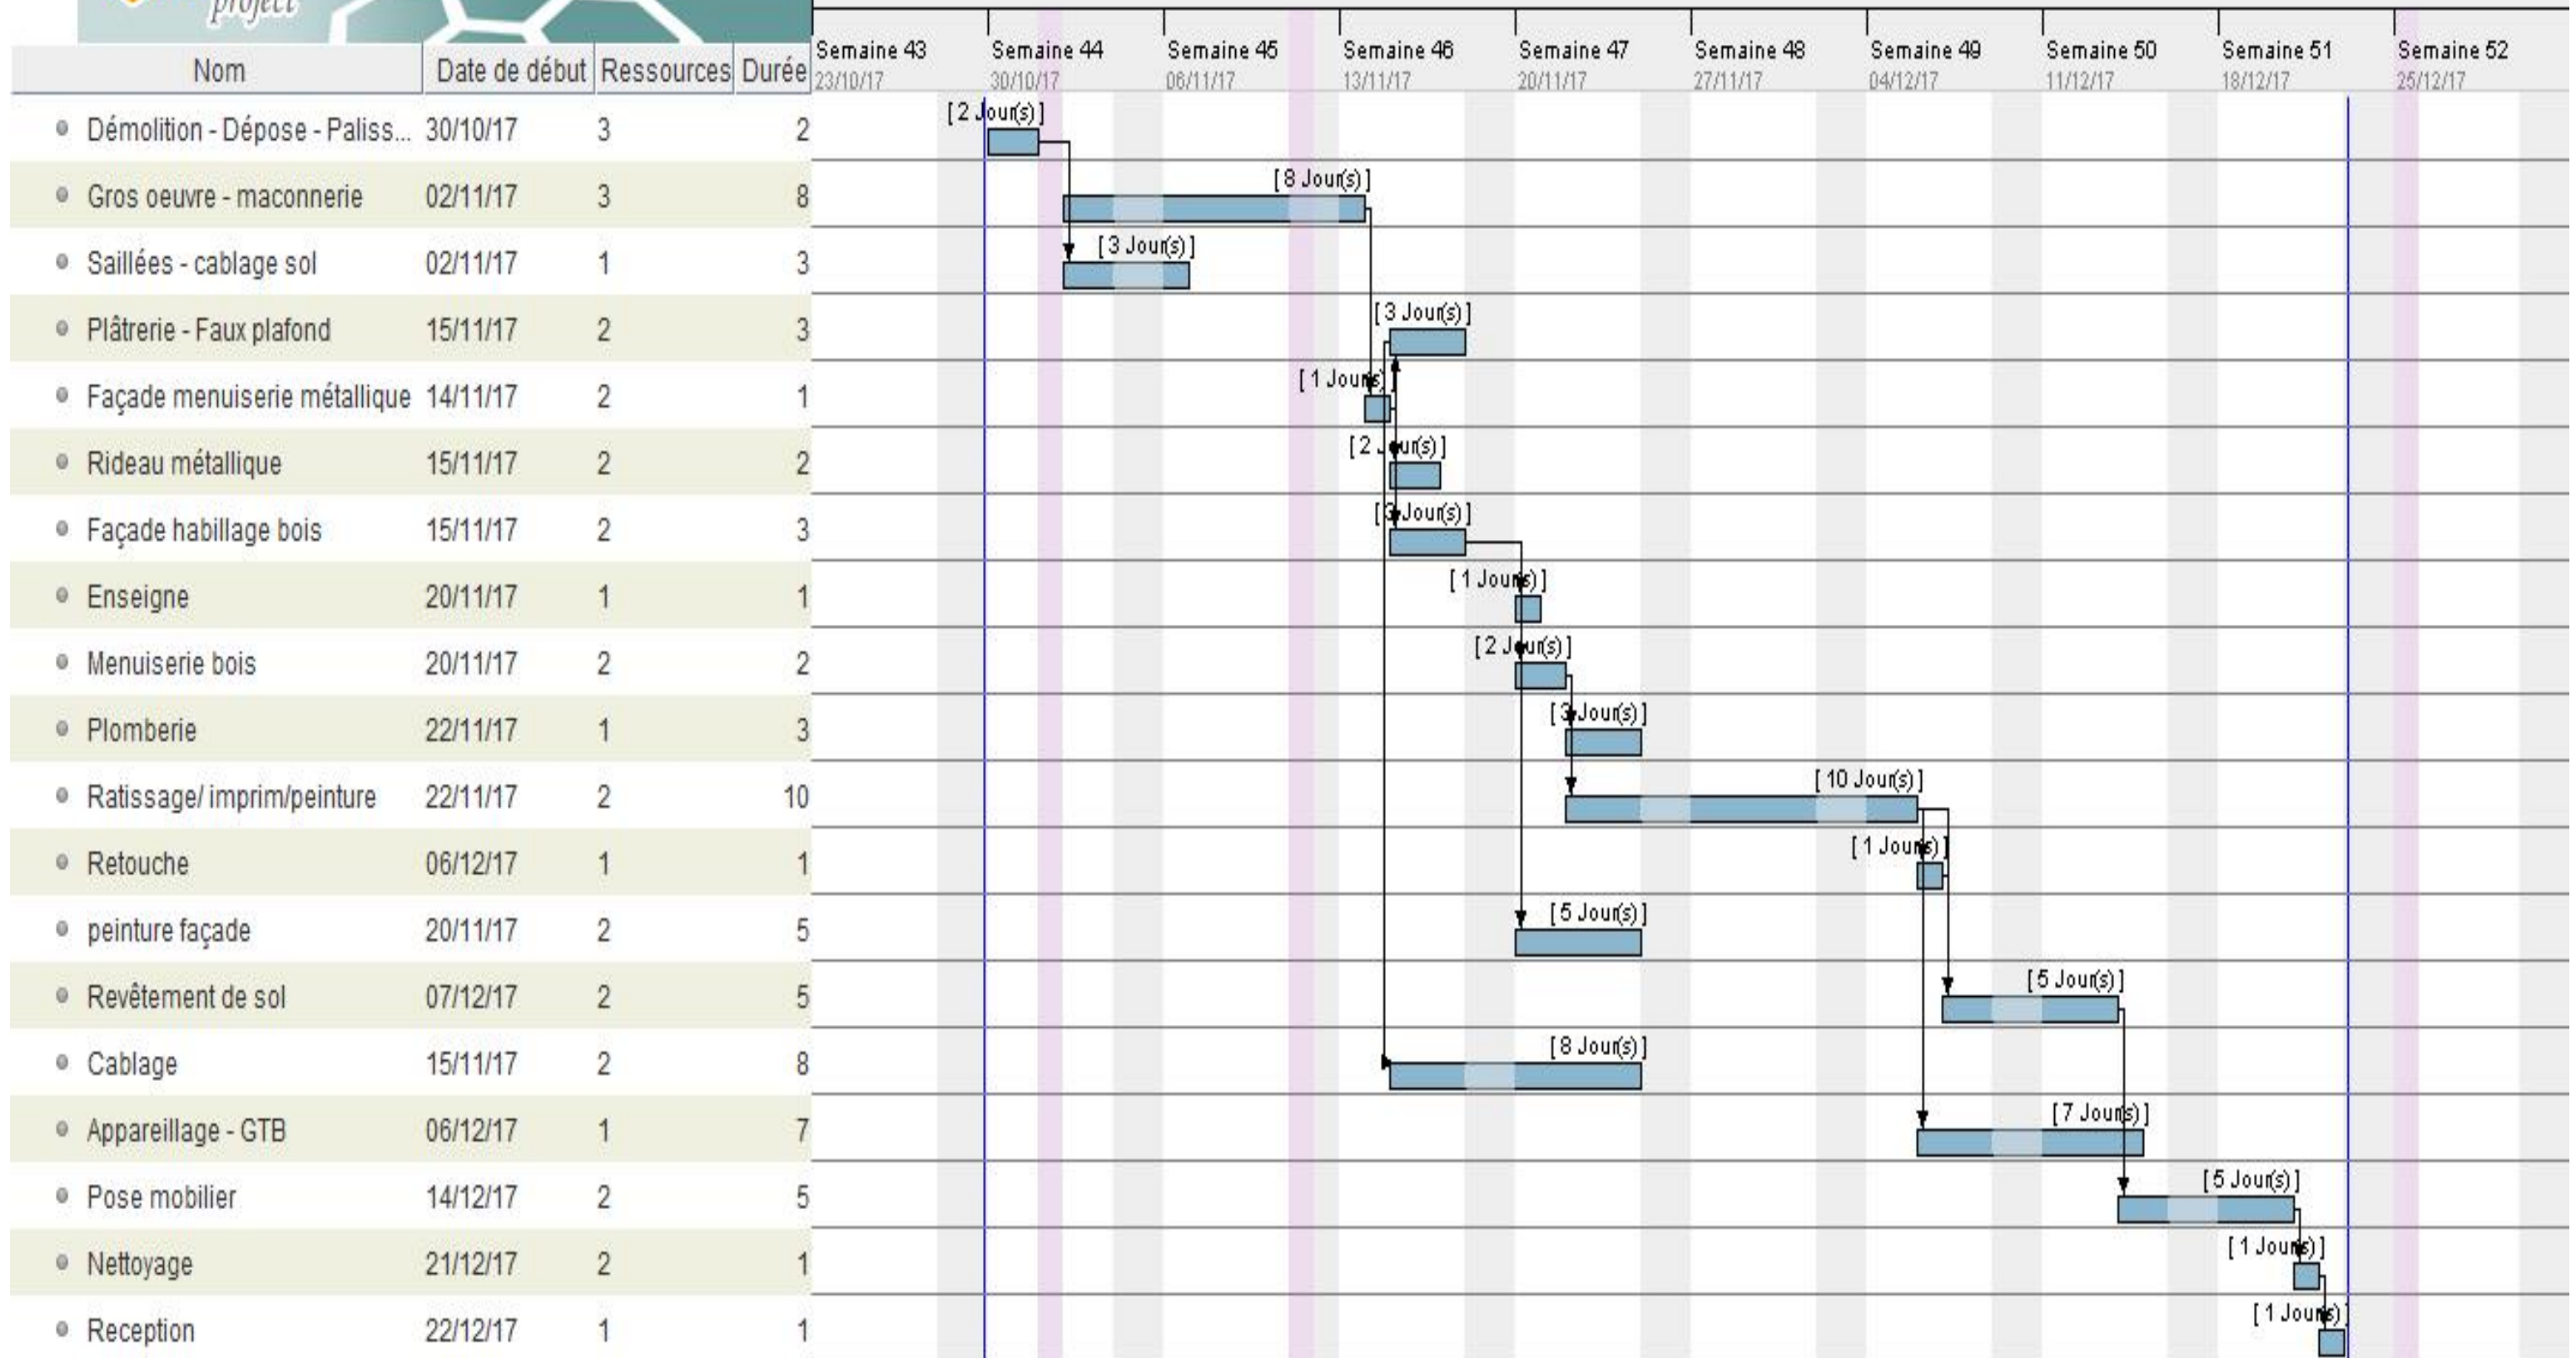 project
Semaine 43 Semaine 44 Semaine 45 Semaine 46 Semaine 47 Semaine 48 Semaine 49 Semaine 50 Semaine 51 Semaine 52
Nom Date de début Ressources Durée
23/10/17 30/10/17 06/11/17 13/11/17 20/11/17 27/11/17 04/12/17 11/12/17 18/12/17 25/12/17
Démolition - Dépose - Paliss... 30/10/17 3 2 [ 2 Jour(s) ]
Gros oeuvre - maconnerie 02/11/17 3 8 [ 8 Jour(s) ]
Saillées - cablage sol 02/11/17 1 3 [ 3 Jour(s) ]
Plâtrerie - Faux plafond 15/11/17 2 3 [ 3 Jour(s) ]
Façade menuiserie métallique 14/11/17 2 1 [ 1 Jour(s) ]
Rideau métallique 15/11/17 2 2 [ 2 Jour(s) ]
Façade habillage bois 15/11/17 2 3 [ 3 Jour(s) ]
Enseigne 20/11/17 1 1 [ 1 Jour(s) ]
Menuiserie bois 20/11/17 2 2 [ 2 Jour(s) ]
Plomberie 22/11/17 1 3 [ 3 Jour(s) ]
Ratissage/ imprim/peinture 22/11/17 2 10 [ 10 Jour(s) ]
Retouche 06/12/17 1 1 [ 1 Jour(s) ]
peinture façade 20/11/17 2 5 [ 5 Jour(s) ]
Revêtement de sol 07/12/17 2 5 [ 5 Jour(s) ]
Cablage 15/11/17 2 8 [ 8 Jour(s) ]
Appareillage - GTB 06/12/17 1 7 [ 7 Jour(s) ]
Pose mobilier 14/12/17 2 5 [ 5 Jour(s) ]
Nettoyage 21/12/17 2 1 [ 1 Jour(s) ]
Reception 22/12/17 1 1 [ 1 Jour(s) ]